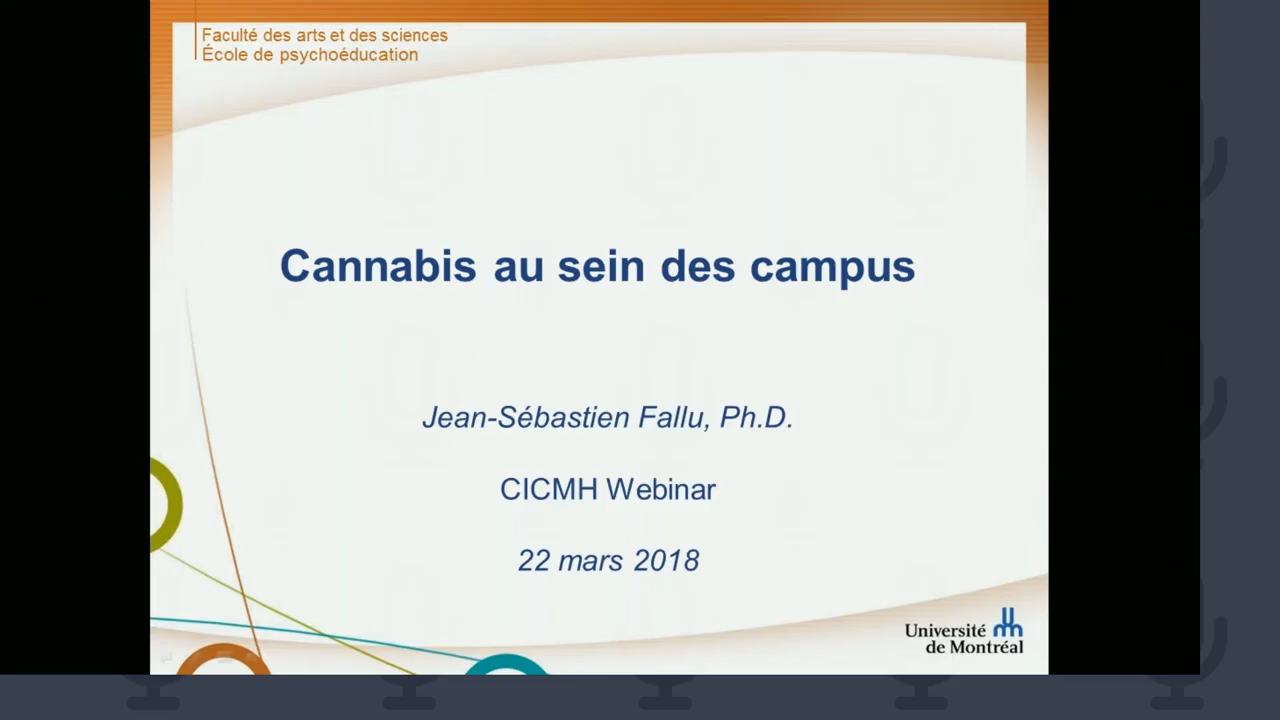 Faculté des arts et des sciences
École de psychoéducation
Cannabis au sein des campus
Jean-Sébastien Fallu, Ph.D.
CICMH Webinar
22 mars 2018
Université
de Montréal